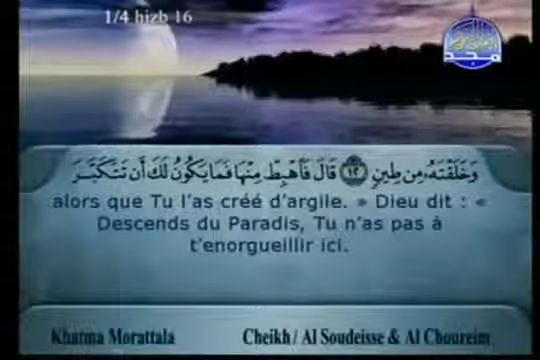 1/4 hizb 16
مجد
وَخَلَقْتَهُۥ مِن طِينٍ ﴿١٢﴾ قَالَ فَٱهْبِطْ مِنْهَا فَمَا يَكُونُ لَكَ أَن تَتَكَبَّرَ
alors que Tu l'as créé d'argile. » Dieu dit : «
Descends du Paradis, Tu n'as pas à
t'enorgueillir ici.
Khatma Morattala
Cheikh / Al Soudeisse & Al Choureim